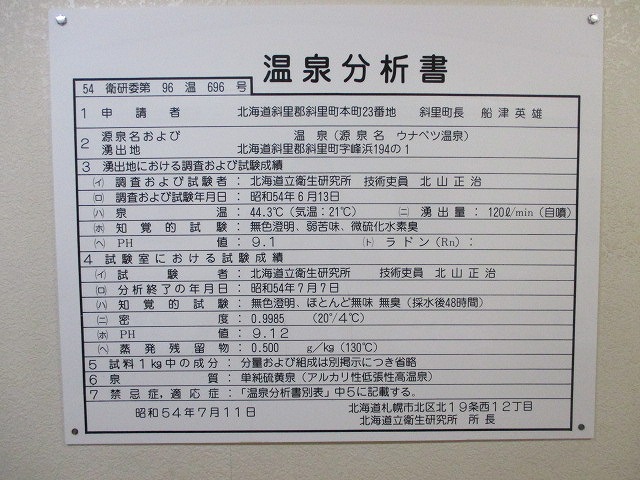 温泉分析書
54 衛研委第 96 温 696 号
1 申請者 北海道斜里郡斜里町本町23番地 斜里町長 船津英雄
2 源泉名および 温泉(源泉名 ウナベツ温泉)
湧出地 北海道斜里郡斜里町字峰浜194の1
3 湧出地における調査および試験成績
(イ) 調査および試験者: 北海道立衛生研究所 技術吏員 北山正治
(ロ) 調査および試験年月日: 昭和54年6月13日
(ハ) 泉温: 44.3℃(気温:21℃) (ニ) 湧出量: 120ℓ/min(自噴)
(ホ) 知覚的試験: 無色澄明、弱苦味、微硫化水素臭
(ヘ) PH値: 9.1 (ト) ラドン(Rn):
4 試験室における試験成績
(イ) 試験者: 北海道立衛生研究所 技術吏員 北山正治
(ロ) 分析終了の年月日: 昭和54年7月7日
(ハ) 知覚的試験: 無色澄明、ほとんど無味 無臭(採水後48時間)
(ニ) 密度: 0.9985 (20°/4℃)
(ホ) PH値: 9.12
(ヘ) 蒸発残留物: 0.500 g/kg(130℃)
5 試料1kg中の成分: 分量および組成は別掲示につき省略
6 泉質: 単純硫黄泉(アルカリ性低張性高温泉)
7 禁忌症,適応症: 「温泉分析書別表」中5に記載する。
昭和54年7月11日 北海道札幌市北区北19条西12丁目
北海道立衛生研究所 所長